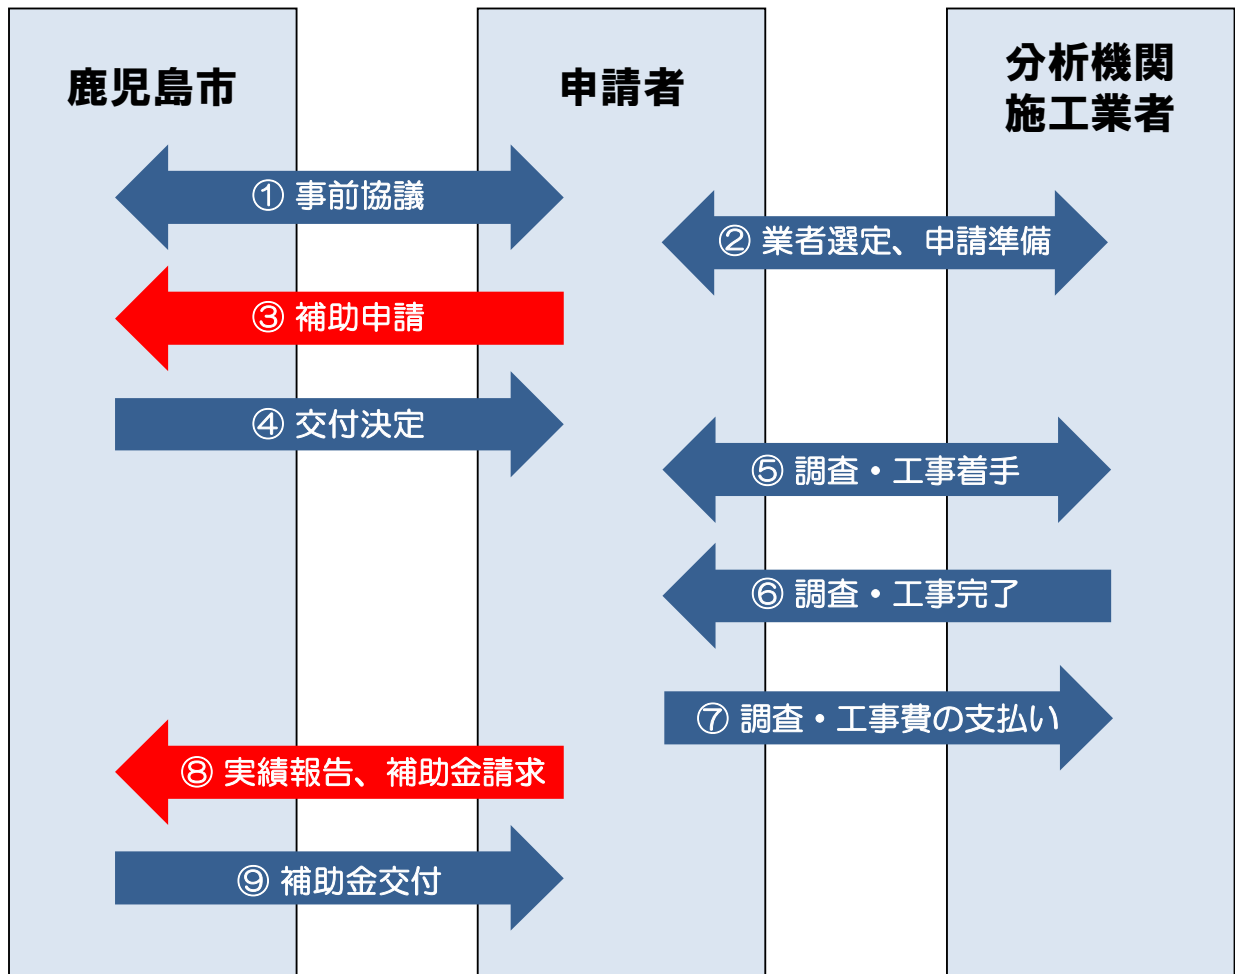 鹿児島市
申請者
分析機関
施工業者
① 事前協議
② 業者選定、申請準備
③ 補助申請
④ 交付決定
⑤ 調査・工事着手
⑥ 調査・工事完了
⑦ 調査・工事費の支払い
⑧ 実績報告、補助金請求
⑨ 補助金交付